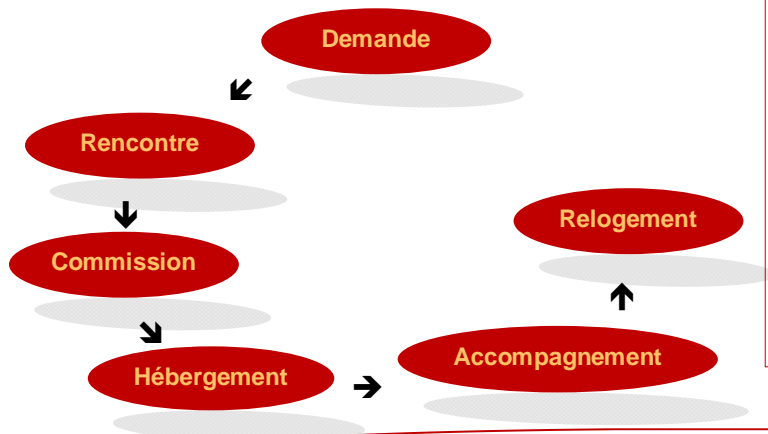 Demande
Rencontre
Commission
Hébergement
Accompagnement
Relogement